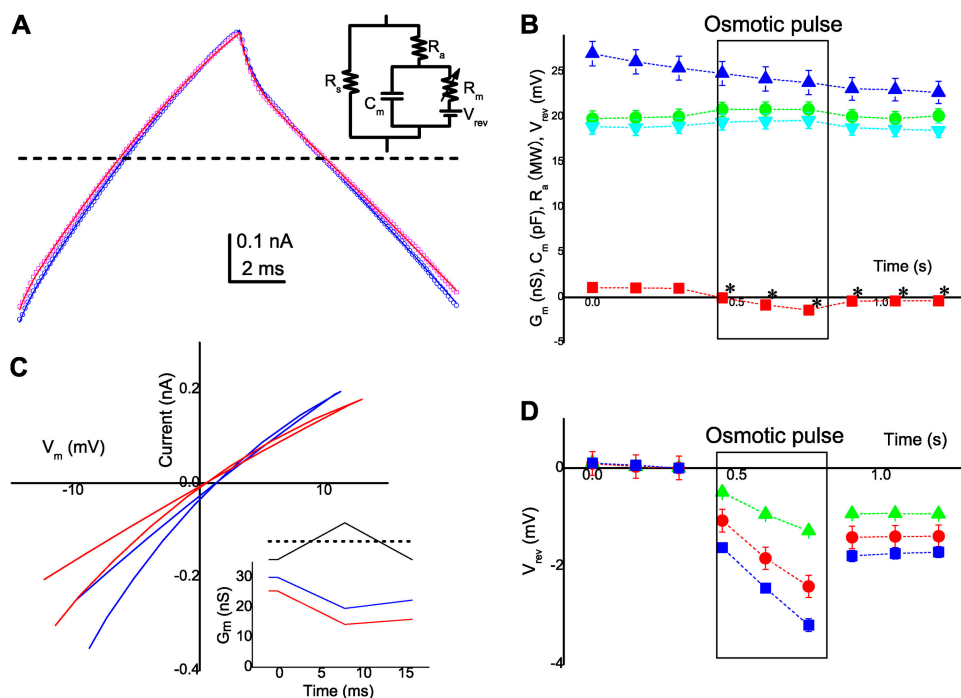 A
R_s
R_a
C_m
R_m
V_rev
0.1 nA
2 ms
B
Osmotic pulse
G_m (nS), C_m (pF), R_a (MW), V_rev (mV)
25
20
15
10
5
0
-5
0.0
0.5
1.0
Time (s)
* * * * * *
C
Current (nA)
V_m (mV)
0.2
0.0
-0.2
-0.4
-10
10
G_m (nS)
30
20
10
0
0 5 10 15
Time (ms)
D
Osmotic pulse
Time (s)
V_rev (mV)
0
-2
-4
0.0
0.5
1.0